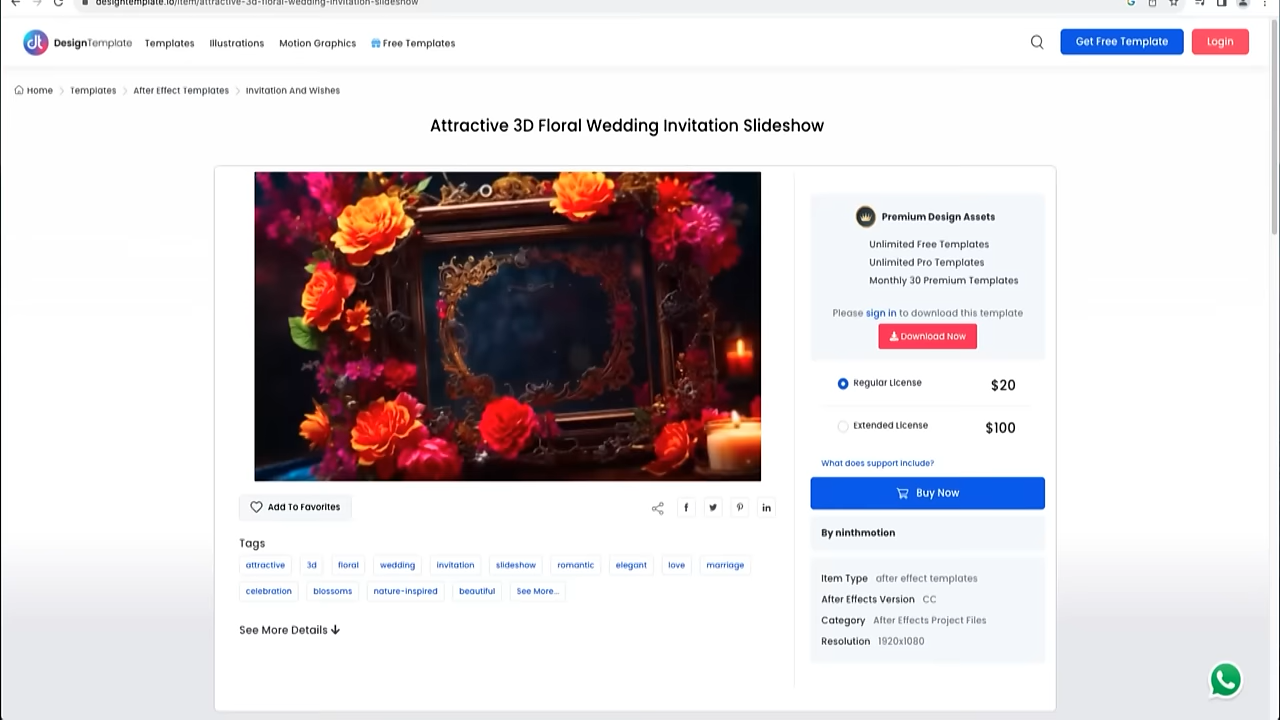 designtemplate.io/item/attractive-3d-floral-wedding-invitation-slideshow
dt DesignTemplate Templates Illustrations Motion Graphics Free Templates Get Free Template Login
Home Templates After Effect Templates Invitation And Wishes
Attractive 3D Floral Wedding Invitation Slideshow
Premium Design Assets
Unlimited Free Templates
Unlimited Pro Templates
Monthly 30 Premium Templates
Please sign in to download this template
Download Now
Regular License $20
Extended License $100
What does support include?
Buy Now
Add To Favorites
By ninthmotion
Tags
attractive 3d floral wedding invitation slideshow romantic elegant love marriage
celebration blossoms nature-inspired beautiful See More...
See More Details
Item Type after effect templates
After Effects Version CC
Category After Effects Project Files
Resolution 1920x1080